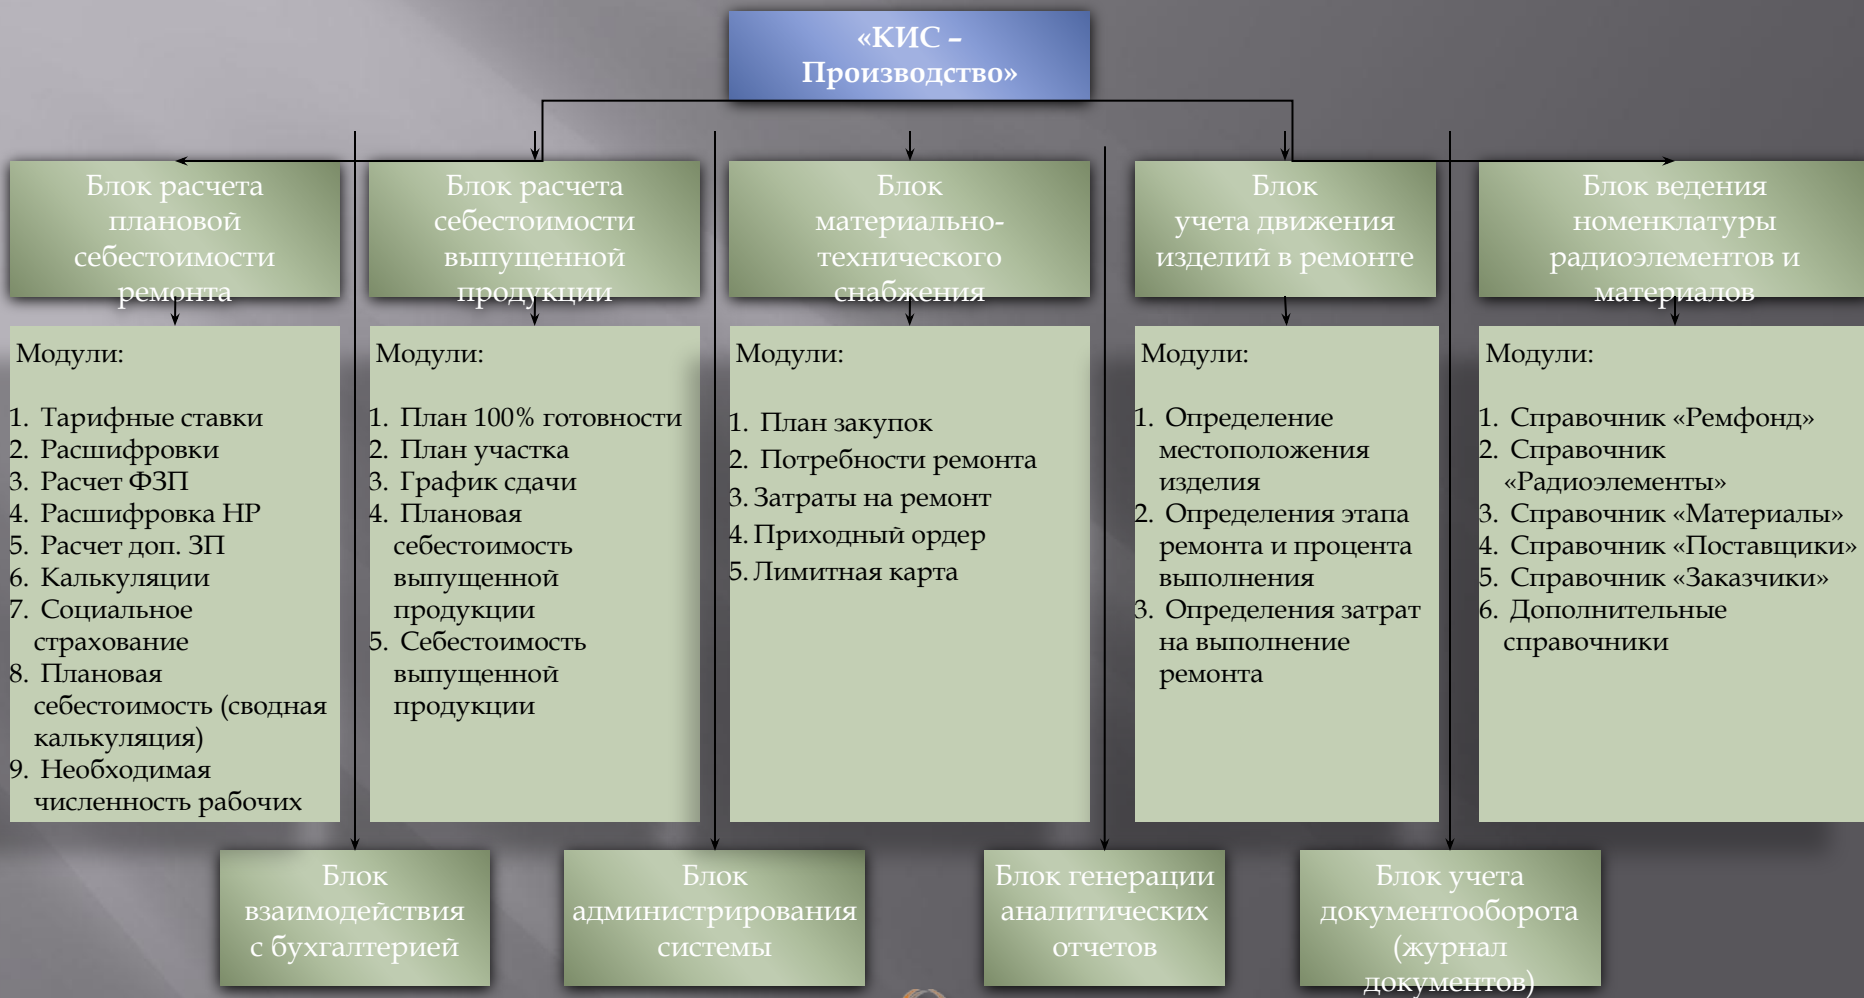 «КИС –
Производство»
Блок расчета
плановой
себестоимости
ремонта
Блок расчета
себестоимости
выпущенной
продукции
Блок
материально-
технического
снабжения
Блок
учета движения
изделий в ремонте
Блок ведения
номенклатуры
радиоэлементов и
материалов
Модули:
1. Тарифные ставки
2. Расшифровки
3. Расчет ФЗП
4. Расшифровка НР
5. Расчет доп. ЗП
6. Калькуляции
7. Социальное
страхование
8. Плановая
себестоимость (сводная
калькуляция)
9. Необходимая
численность рабочих
Модули:
1. План 100% готовности
2. План участка
3. График сдачи
4. Плановая
себестоимость
выпущенной
продукции
5. Себестоимость
выпущенной
продукции
Модули:
1. План закупок
2. Потребности ремонта
3. Затраты на ремонт
4. Приходный ордер
5. Лимитная карта
Модули:
1. Определение
местоположения
изделия
2. Определения этапа
ремонта и процента
выполнения
3. Определения затрат
на выполнение
ремонта
Модули:
1. Справочник «Ремфонд»
2. Справочник
«Радиоэлементы»
3. Справочник «Материалы»
4. Справочник «Поставщики»
5. Справочник «Заказчики»
6. Дополнительные
справочники
Блок
взаимодействия
с бухгалтерией
Блок
администрирования
системы
Блок генерации
аналитических
отчетов
Блок учета
документооборота
(журнал
документов)